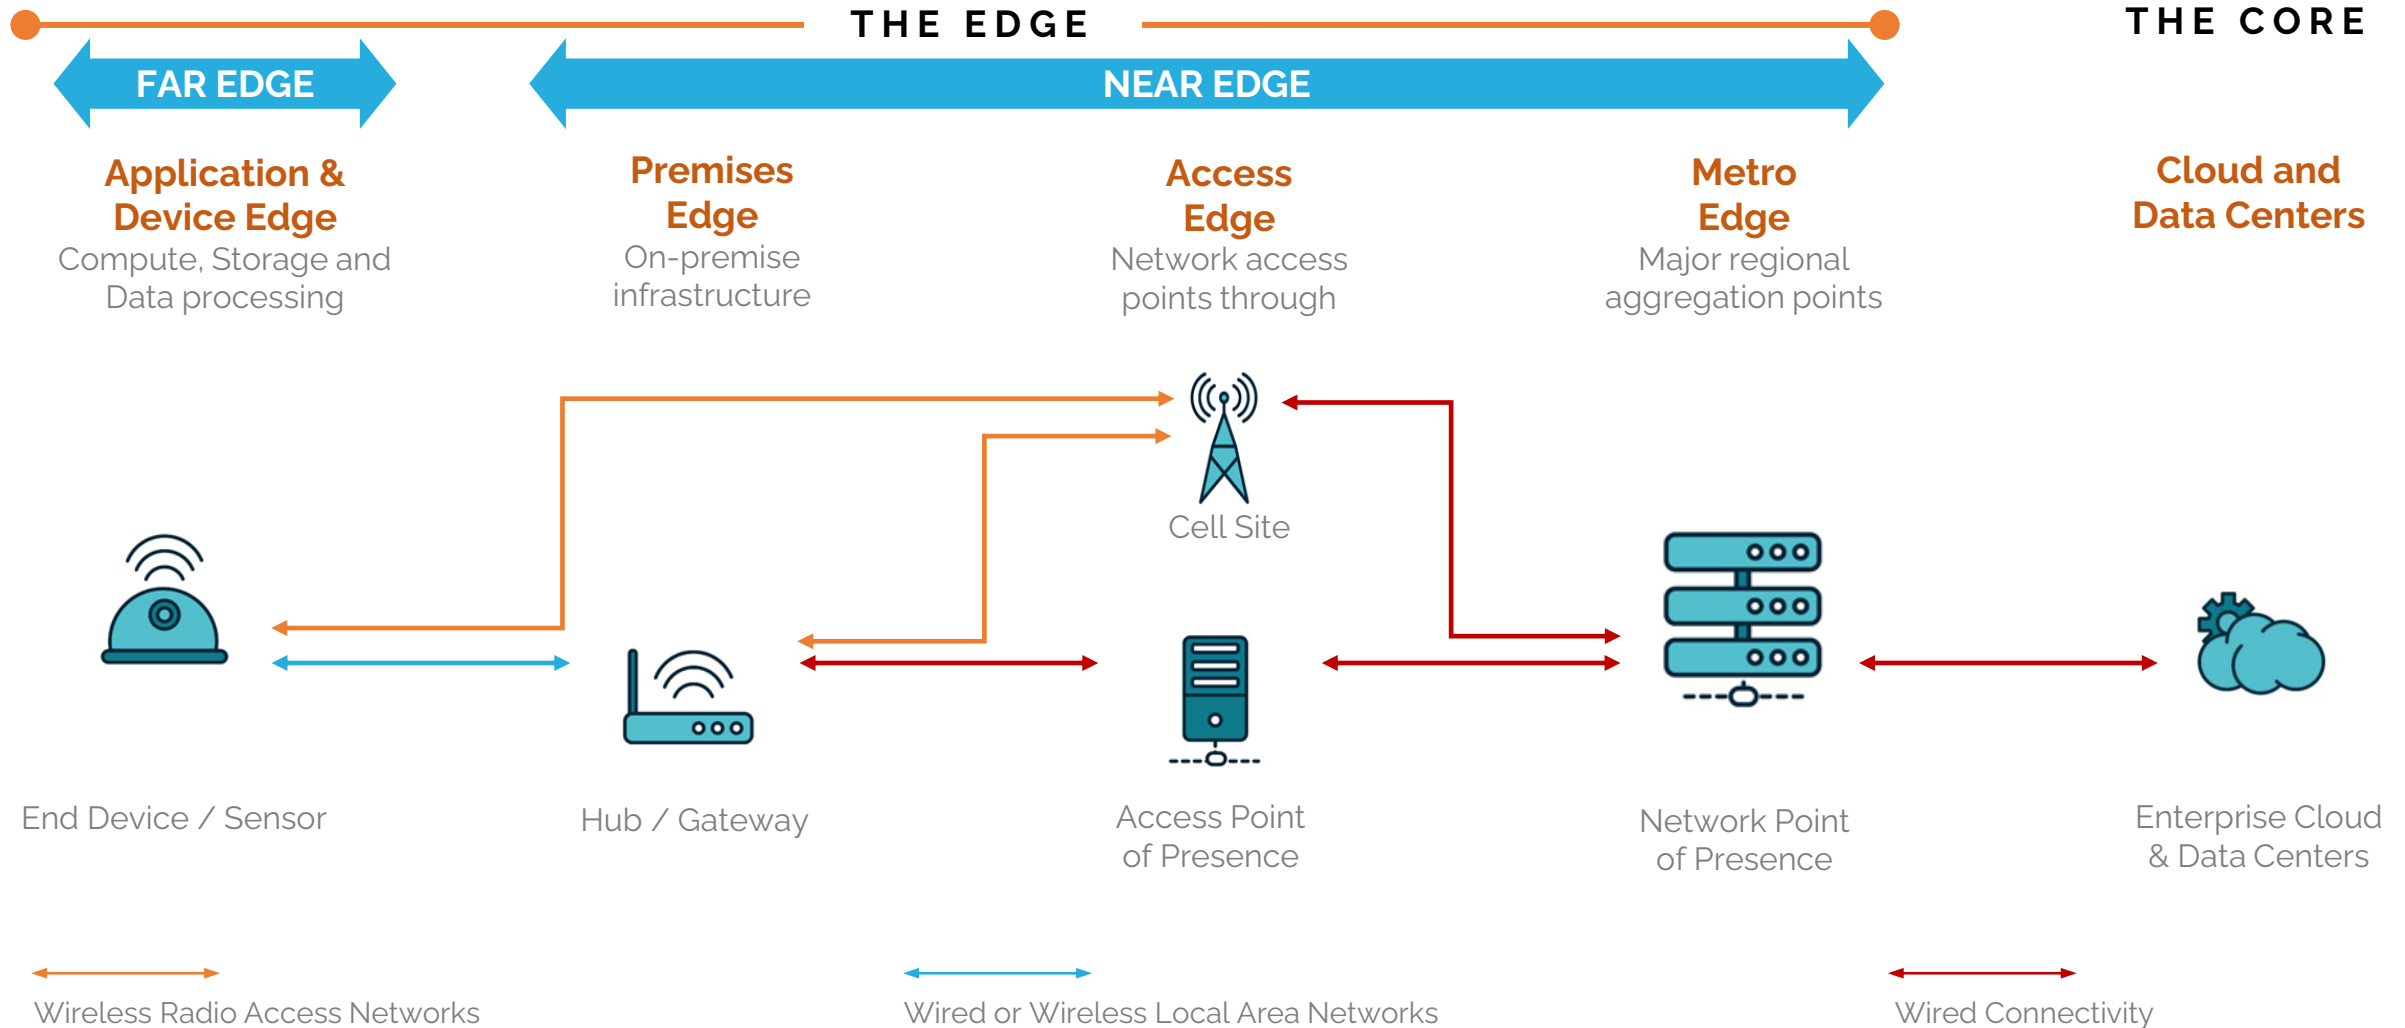 THE EDGE
THE CORE
FAR EDGE
NEAR EDGE
Application &
Device Edge
Compute, Storage and
Data processing
Premises
Edge
On-premise
infrastructure
Access
Edge
Network access
points through
Metro
Edge
Major regional
aggregation points
Cloud and
Data Centers
Cell Site
End Device / Sensor
Hub / Gateway
Access Point
of Presence
Network Point
of Presence
Enterprise Cloud
& Data Centers
Wireless Radio Access Networks
Wired or Wireless Local Area Networks
Wired Connectivity